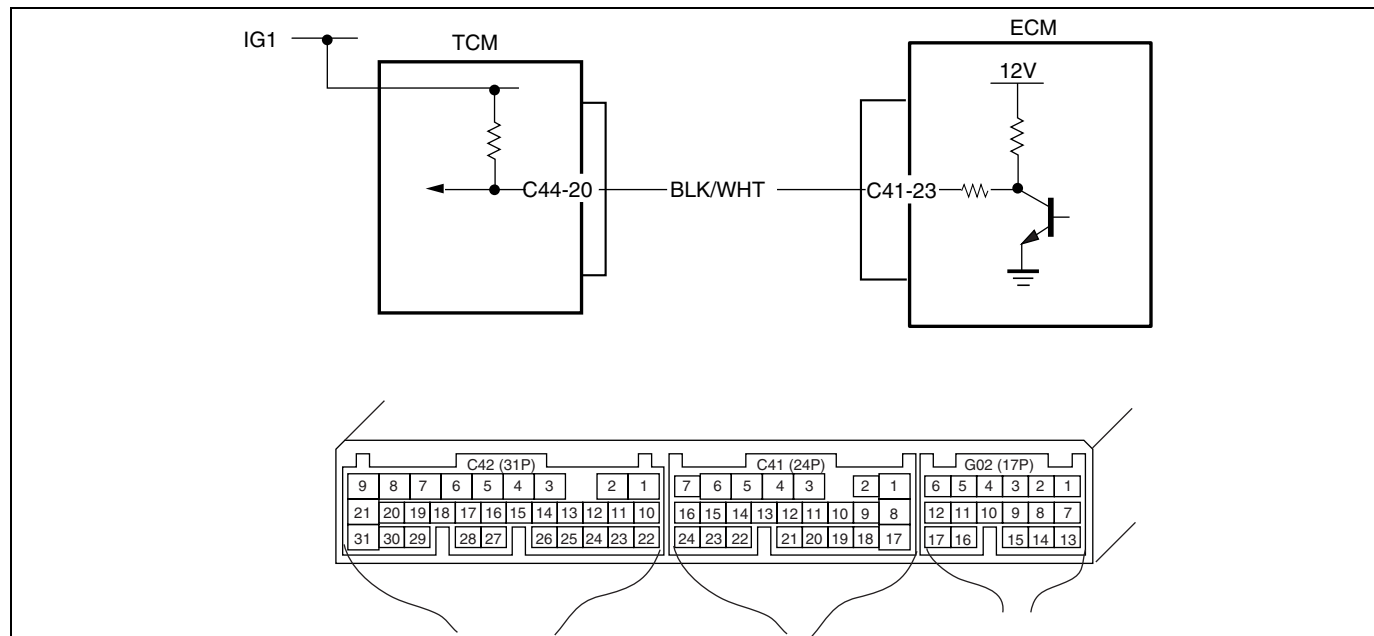 IG1
TCM
ECM
12V
C44-20
BLK/WHT
C41-23
C42 (31P)
C41 (24P)
G02 (17P)
9 8 7 6 5 4 3 2 1
7 6 5 4 3 2 1
6 5 4 3 2 1
21 20 19 18 17 16 15 14 13 12 11 10
16 15 14 13 12 11 10 9 8
12 11 10 9 8 7
31 30 29 28 27 26 25 24 23 22
24 23 22 21 20 19 18 17
17 16 15 14 13